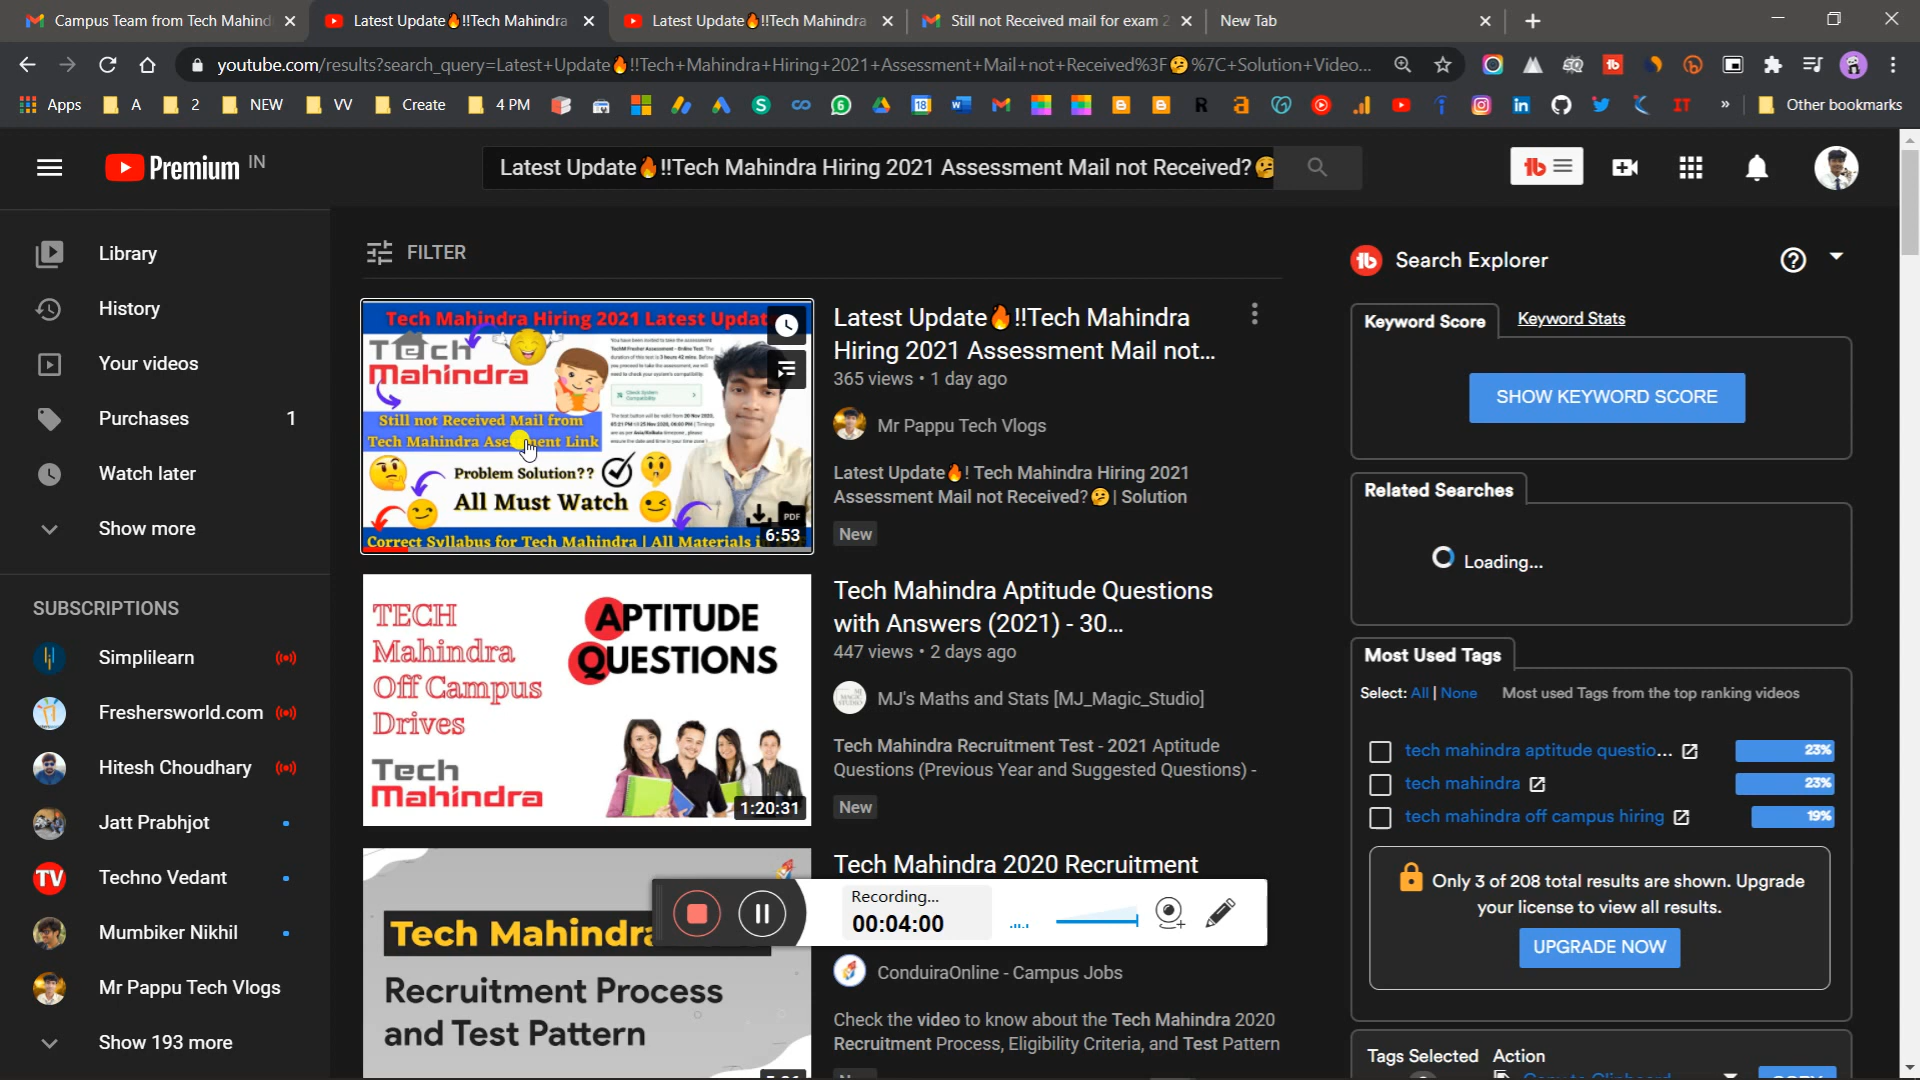 Campus Team from Tech Mahind
Latest Update🔥!!Tech Mahindra
Latest Update🔥!!Tech Mahindra
Still not Received mail for exam 2
New Tab
youtube.com/results?search_query=Latest+Update🔥!!Tech+Mahindra+Hiring+2021+Assessment+Mail+not+Received%3F🤔%7C+Solution+Video...
Apps
A
2
NEW
VV
Create
4 PM
Other bookmarks
Premium IN
Latest Update🔥!!Tech Mahindra Hiring 2021 Assessment Mail not Received?🤔
Library
History
Your videos
Purchases 1
Watch later
Show more
SUBSCRIPTIONS
Simplilearn
Freshersworld.com
Hitesh Choudhary
Jatt Prabhjot
TV
Techno Vedant
Mumbiker Nikhil
Mr Pappu Tech Vlogs
Show 193 more
FILTER
Tech Mahindra Hiring 2021 Latest Updat
Tech
Mahindra
Still not Received Mail from
Tech Mahindra Link
Problem Solution??
All Must Watch
PDF
6:53
Correct Syllabus for Tech Mahindra | All Materials
Latest Update🔥!!Tech Mahindra
Hiring 2021 Assessment Mail not...
365 views • 1 day ago
Mr Pappu Tech Vlogs
Latest Update🔥! Tech Mahindra Hiring 2021
Assessment Mail not Received?🤔| Solution
New
TECH
Mahindra
Off Campus
Drives
APTITUDE
QUESTIONS
Tech
Mahindra
1:20:31
Tech Mahindra Aptitude Questions
with Answers (2021) - 30...
447 views • 2 days ago
MJ's Maths and Stats [MJ_Magic_Studio]
Tech Mahindra Recruitment Test - 2021 Aptitude
Questions (Previous Year and Suggested Questions) -
New
Tech Mahindra
Recruitment Process
and Test Pattern
Tech Mahindra 2020 Recruitment
Recording...
00:04:00
ConduiraOnline - Campus Jobs
Check the video to know about the Tech Mahindra 2020
Recruitment Process, Eligibility Criteria, and Test Pattern
Search Explorer
Keyword Score
Keyword Stats
SHOW KEYWORD SCORE
Related Searches
Loading...
Most Used Tags
Select: All | None Most used Tags from the top ranking videos
tech mahindra aptitude questio... 23%
tech mahindra 23%
tech mahindra off campus hiring 19%
Only 3 of 208 total results are shown. Upgrade
your license to view all results.
UPGRADE NOW
Tags Selected Action